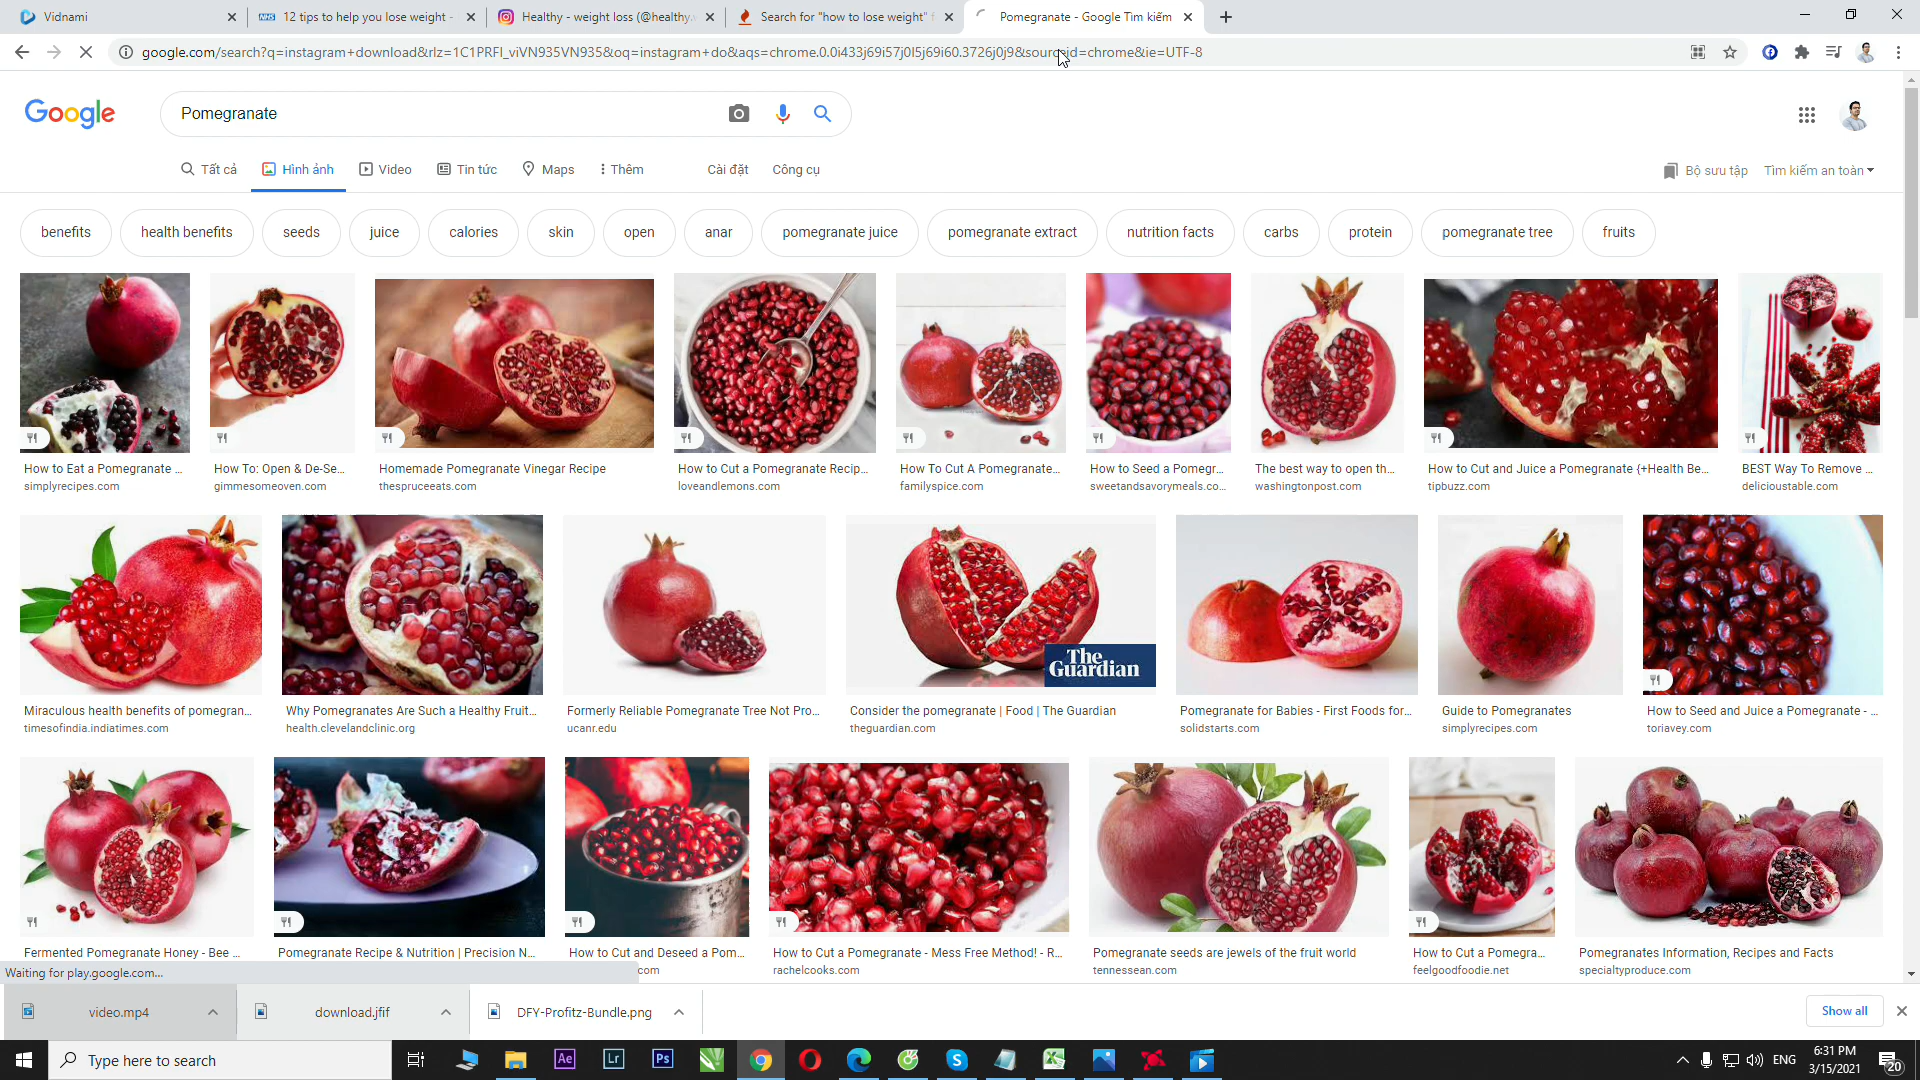 Vidnami
12 tips to help you lose weight -
Healthy - weight loss (@healthy.w
Search for "how to lose weight" f
Pomegranate - Google Tìm kiếm
google.com/search?q=instagram+download&rlz=1C1PRFI_viVN935VN935&oq=instagram+do&aqs=chrome.0.0i433j69i57j0l5j69i60.3726j0j9&sourceid=chrome&ie=UTF-8
Google
Pomegranate
Tất cả
Hình ảnh
Video
Tin tức
Maps
Thêm
Cài đặt
Công cụ
Bộ sưu tập
Tìm kiếm an toàn
benefits
health benefits
seeds
juice
calories
skin
open
anar
pomegranate juice
pomegranate extract
nutrition facts
carbs
protein
pomegranate tree
fruits
How to Eat a Pomegranate ...
simplyrecipes.com
How To: Open & De-Se...
gimmesomeoven.com
Homemade Pomegranate Vinegar Recipe
thespruceeats.com
How to Cut a Pomegranate Recip...
loveandlemons.com
How To Cut A Pomegranate...
familyspice.com
How to Seed a Pomegr...
sweetandsavorymeals.co...
The best way to open th...
washingtonpost.com
How to Cut and Juice a Pomegranate {+Health Be...
tipbuzz.com
BEST Way To Remove ...
delicioustable.com
The
Guardian
Miraculous health benefits of pomegran...
timesofindia.indiatimes.com
Why Pomegranates Are Such a Healthy Fruit...
health.clevelandclinic.org
Formerly Reliable Pomegranate Tree Not Pro...
ucanr.edu
Consider the pomegranate | Food | The Guardian
theguardian.com
Pomegranate for Babies - First Foods for...
solidstarts.com
Guide to Pomegranates
simplyrecipes.com
How to Seed and Juice a Pomegranate - ...
toriavey.com
Fermented Pomegranate Honey - Bee ...
Pomegranate Recipe & Nutrition | Precision N...
How to Cut and Deseed a Pom...
com
How to Cut a Pomegranate - Mess Free Method! - R...
rachelcooks.com
Pomegranate seeds are jewels of the fruit world
tennessean.com
How to Cut a Pomegra...
feelgoodfoodie.net
Pomegranates Information, Recipes and Facts
specialtyproduce.com
Waiting for play.google.com...
video.mp4
download.jfif
DFY-Profitz-Bundle.png
Show all
Type here to search
Ae
Lr
Ps
ENG
6:31 PM
3/15/2021
20